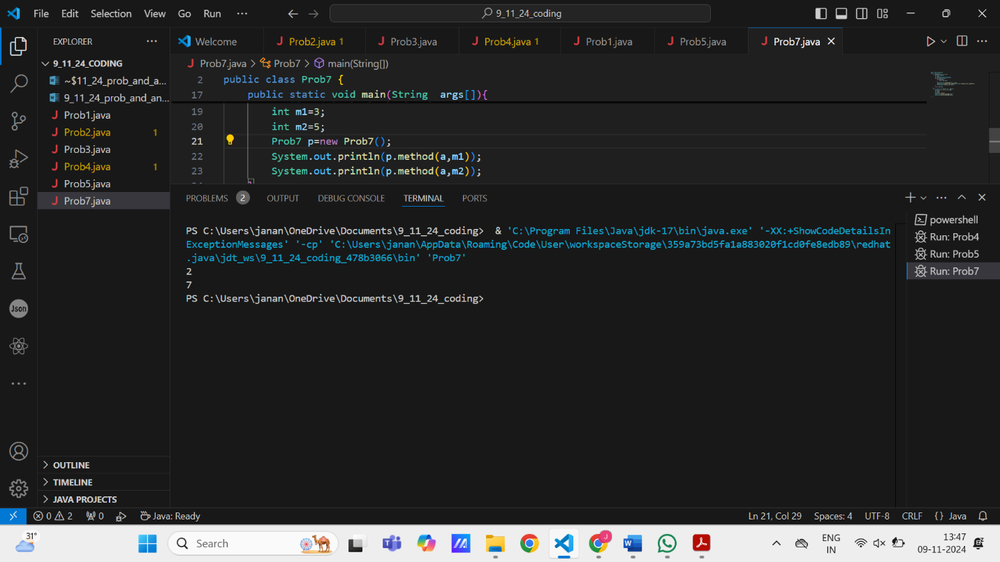 File Edit Selection View Go Run ··· 9_11_24_coding
EXPLORER ···
Welcome
Prob2.java 1
Prob3.java
Prob4.java 1
Prob1.java
Prob5.java
Prob7.java
9_11_24_CODING
~$11_24_prob_and_a...
9_11_24_prob_and_an...
Prob1.java
Prob2.java 1
Prob3.java
Prob4.java 1
Prob5.java
Prob7.java
OUTLINE
TIMELINE
JAVA PROJECTS
Json
Prob7.java > Prob7 > main(String[])
2 public class Prob7 {
17 public static void main(String args[]){
19 int m1=3;
20 int m2=5;
21 Prob7 p=new Prob7();
22 System.out.println(p.method(a,m1));
23 System.out.println(p.method(a,m2));
PROBLEMS 2 OUTPUT DEBUG CONSOLE TERMINAL PORTS
PS C:\Users\janan\OneDrive\Documents\9_11_24_coding> & 'C:\Program Files\Java\jdk-17\bin\java.exe' '-XX:+ShowCodeDetailsIn
ExceptionMessages' '-cp' 'C:\Users\janan\AppData\Roaming\Code\User\workspaceStorage\359a73bd5fa1a883020f1cd0fe8edb89\redhat
.java\jdt_ws\9_11_24_coding_478b3066\bin' 'Prob7'
2
7
PS C:\Users\janan\OneDrive\Documents\9_11_24_coding>
powershell
Run: Prob4
Run: Prob5
Run: Prob7
0 2 0 Java: Ready Ln 21, Col 29 Spaces: 4 UTF-8 CRLF {} Java
31°
Search
J
ENG
IN
13:47
09-11-2024